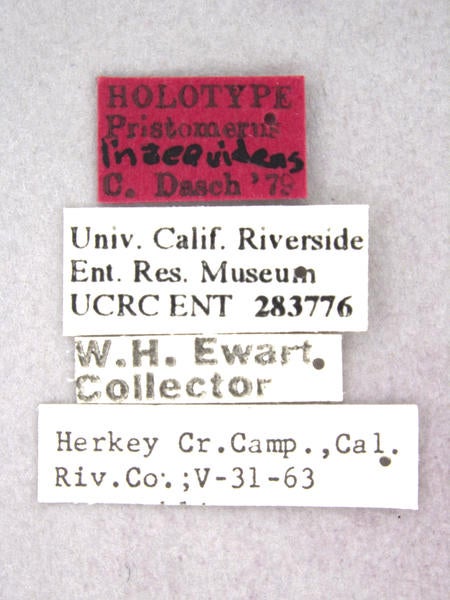 HOLOTYPE
Pristomerus
inaequidens
C. Dasch '79
Univ. Calif. Riverside
Ent. Res. Museum
UCRC ENT 283776
W.H. Ewart.
Collector
Herkey Cr.Camp.,Cal.
Riv.Co.;V-31-63